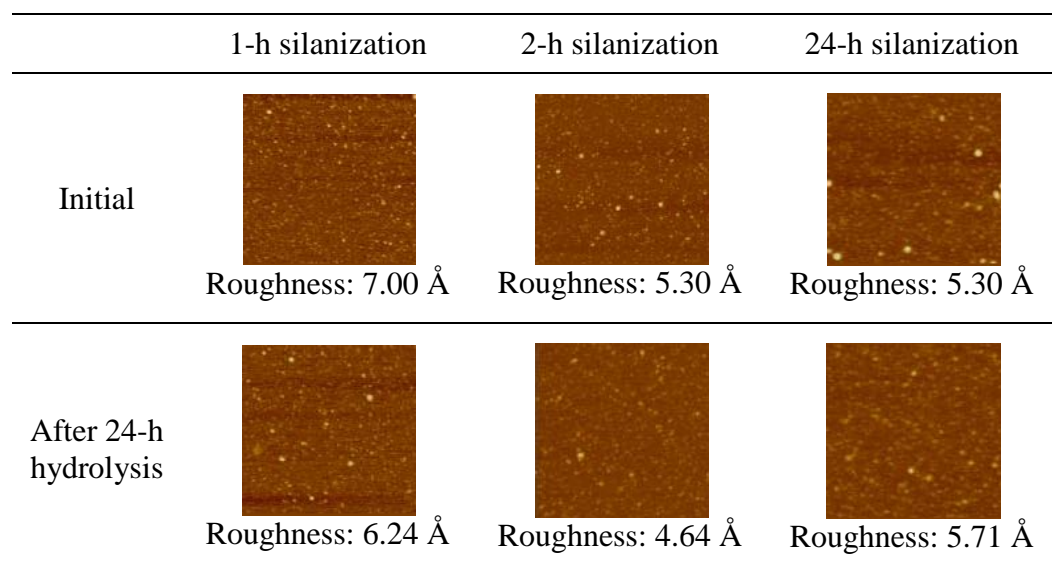 1-h silanization 2-h silanization 24-h silanization
Initial
Roughness: 7.00 Å Roughness: 5.30 Å Roughness: 5.30 Å
After 24-h
hydrolysis
Roughness: 6.24 Å Roughness: 4.64 Å Roughness: 5.71 Å